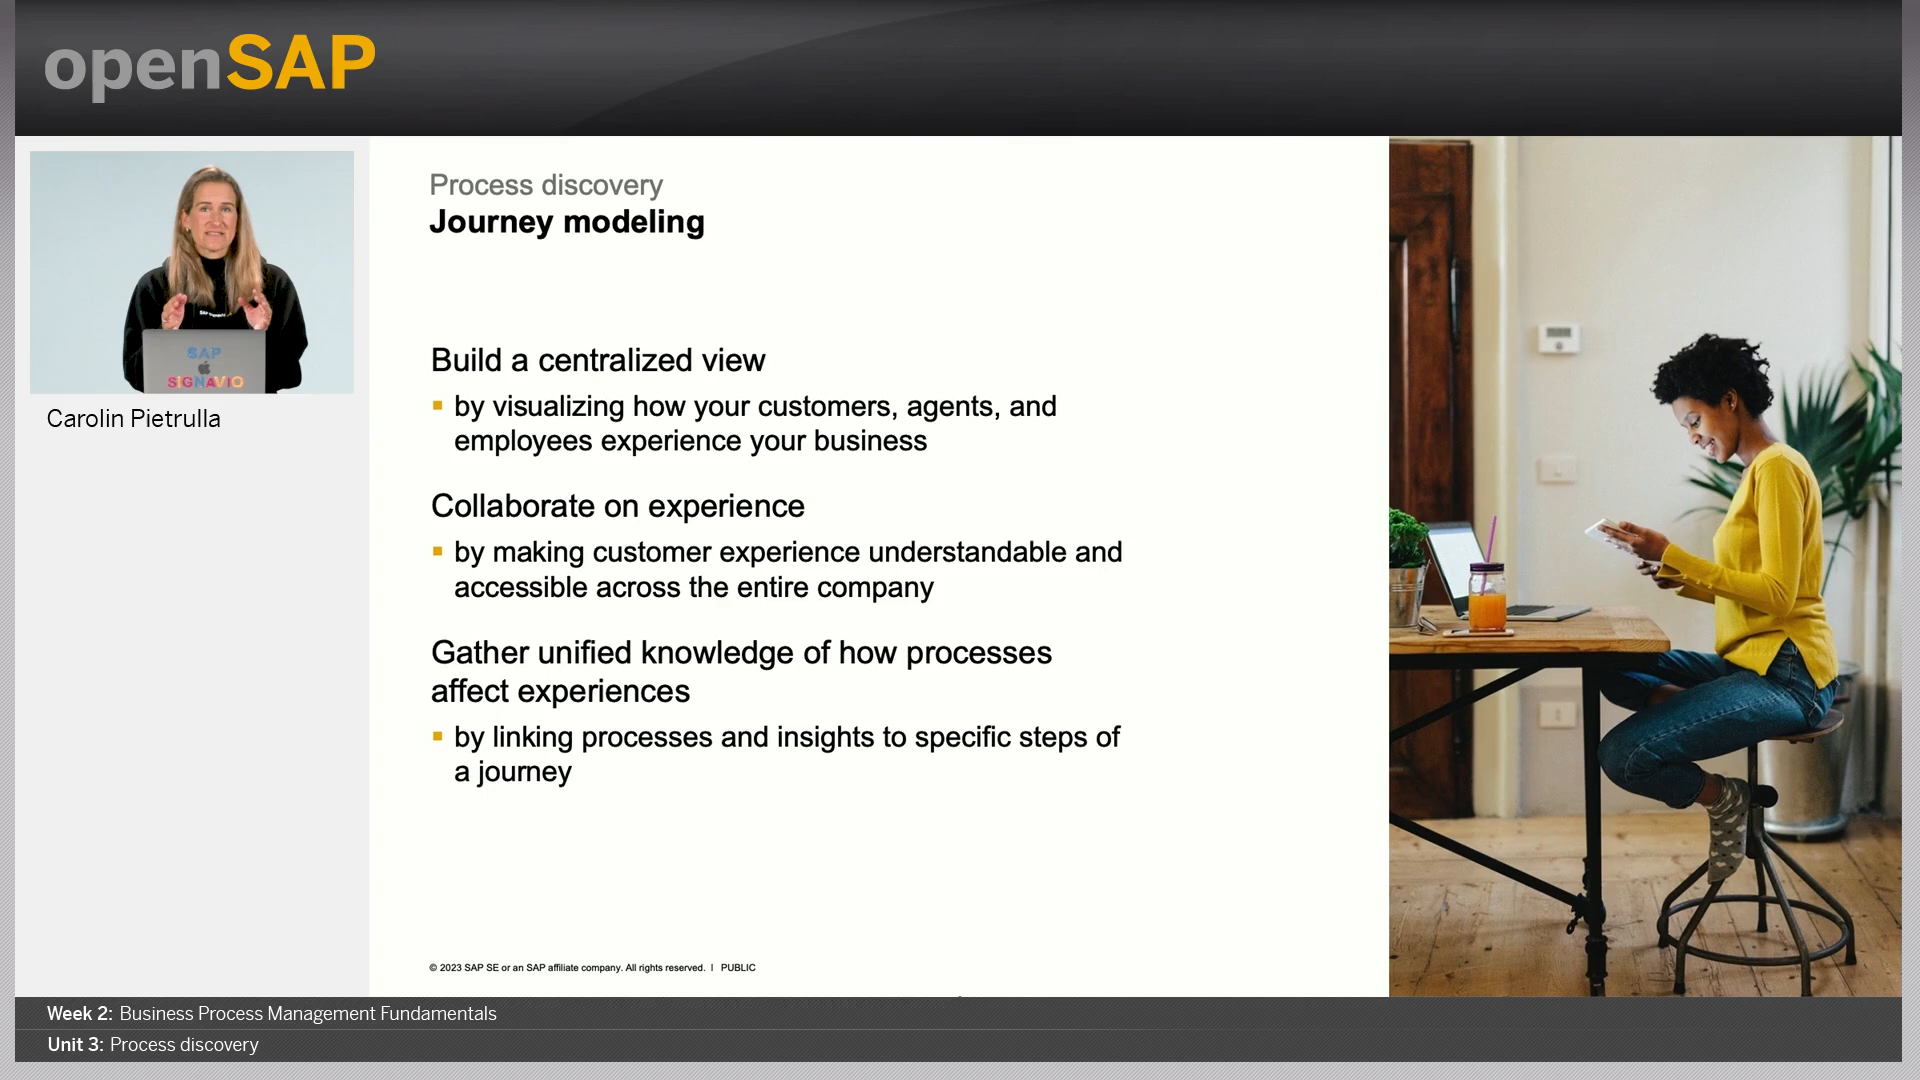 openSAP
SAP
SIGNAVIO
Carolin Pietrulla
Process discovery
Journey modeling
Build a centralized view
▪ by visualizing how your customers, agents, and
employees experience your business
Collaborate on experience
▪ by making customer experience understandable and
accessible across the entire company
Gather unified knowledge of how processes
affect experiences
▪ by linking processes and insights to specific steps of
a journey
© 2023 SAP SE or an SAP affiliate company. All rights reserved. | PUBLIC
Week 2: Business Process Management Fundamentals
Unit 3: Process discovery